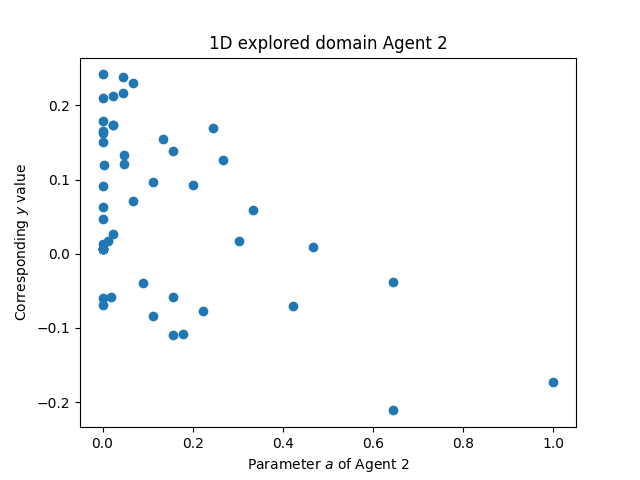 1D explored domain Agent 2
Corresponding y value
0.2
0.1
0.0
−0.1
−0.2
0.0 0.2 0.4 0.6 0.8 1.0
Parameter a of Agent 2